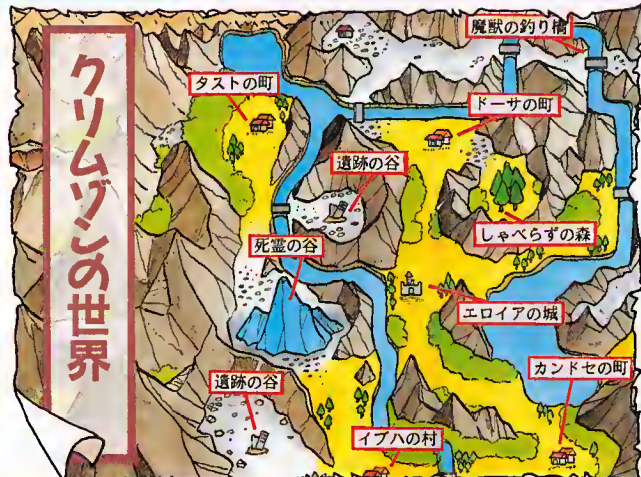 クリムゾンの世界
魔獣の釣り橋
タストの町
ドーサの町
遺跡の谷
しゃべらずの森
死霊の谷
エロイアの城
カンドセの町
遺跡の谷
イブハの村